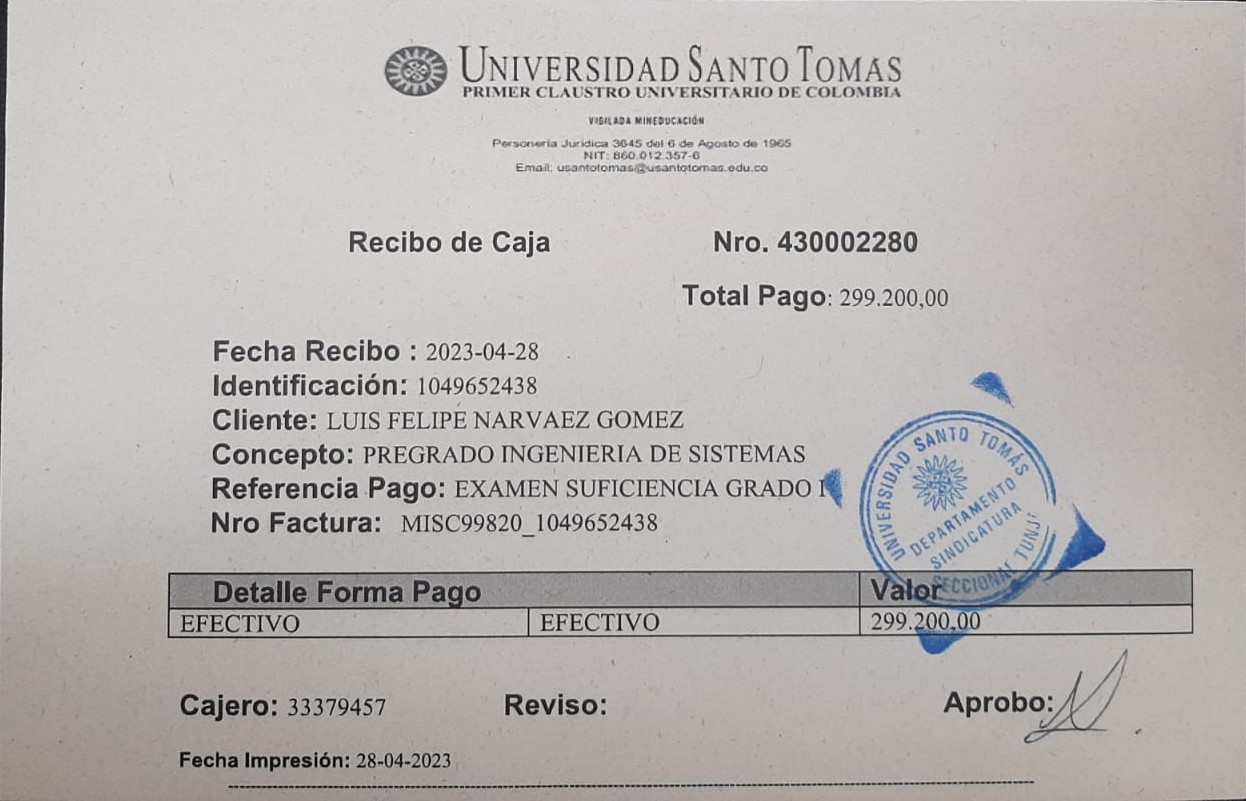 UNIVERSIDAD SANTO TOMAS
PRIMER CLAUSTRO UNIVERSITARIO DE COLOMBIA
VIGILADA MINEDUCACIÓN
Personería Jurídica 3645 del 6 de Agosto de 1965
NIT: 860.012.357-6
Email: usantotomas@usantotomas.edu.co
Recibo de Caja Nro. 430002280
Total Pago: 299.200,00
Fecha Recibo : 2023-04-28
Identificación: 1049652438
Cliente: LUIS FELIPE NARVAEZ GOMEZ
Concepto: PREGRADO INGENIERIA DE SISTEMAS
Referencia Pago: EXAMEN SUFICIENCIA GRADO
Nro Factura: MISC99820_1049652438
UNIVERSIDAD SANTO TOMÁS
DEPARTAMENTO
SINDICATURA
SECCIONAL
Detalle Forma Pago Valor
EFECTIVO EFECTIVO 299.200,00
Cajero: 33379457 Reviso: Aprobo:
Fecha Impresión: 28-04-2023